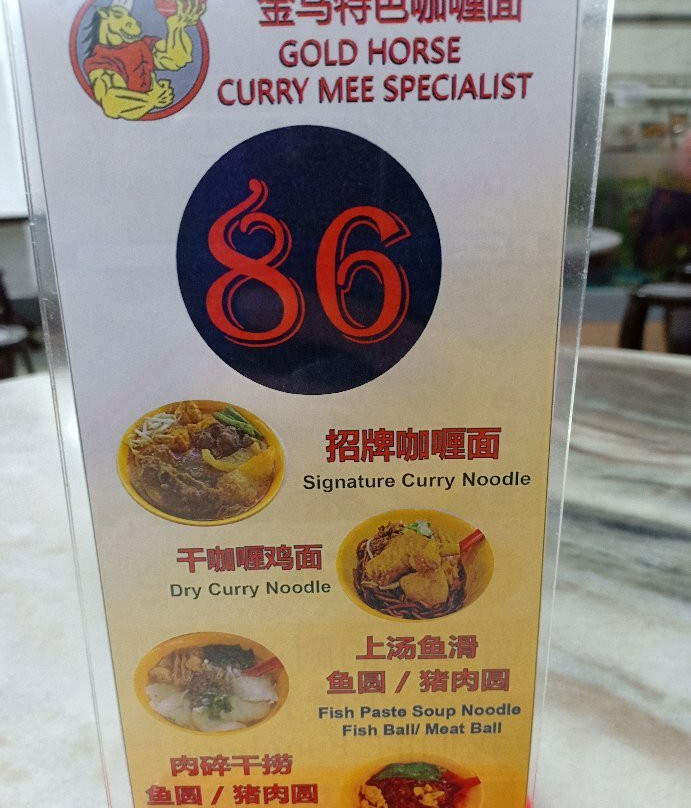 金马特色咖喱面
GOLD HORSE
CURRY MEE SPECIALIST
86
招牌咖喱面
Signature Curry Noodle
干咖喱鸡面
Dry Curry Noodle
上汤鱼滑
鱼圆 / 猪肉圆
Fish Paste Soup Noodle
Fish Ball/ Meat Ball
肉碎干捞
鱼圆 / 猪肉圆